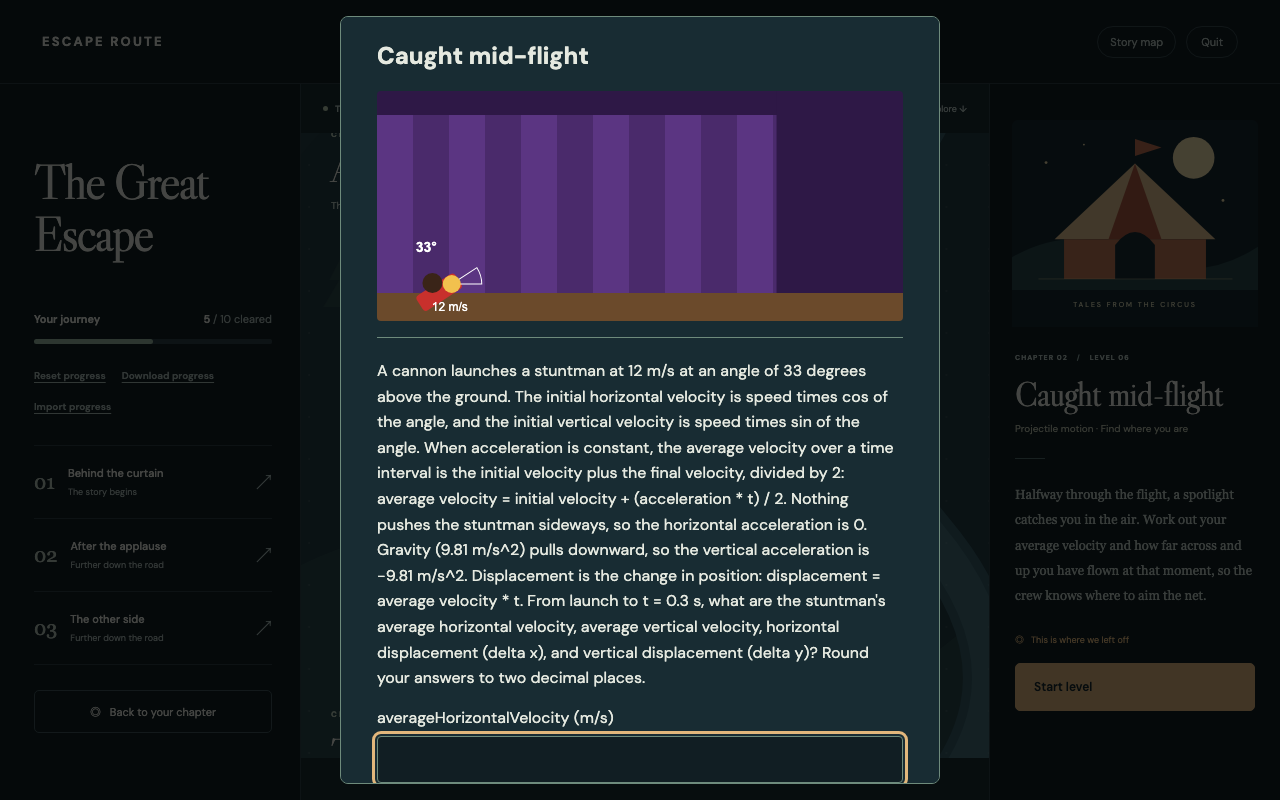 ESCAPE ROUTE
Story map
Quit
The Great
Escape
Your journey
5 / 10 cleared
Reset progress
Download progress
Import progress
01
Behind the curtain
The story begins
02
After the applause
Further down the road
03
The other side
Further down the road
Back to your chapter
Caught mid-flight
33°
12 m/s
A cannon launches a stuntman at 12 m/s at an angle of 33 degrees
above the ground. The initial horizontal velocity is speed times cos of
the angle, and the initial vertical velocity is speed times sin of the
angle. When acceleration is constant, the average velocity over a time
interval is the initial velocity plus the final velocity, divided by 2:
average velocity = initial velocity + (acceleration * t) / 2. Nothing
pushes the stuntman sideways, so the horizontal acceleration is 0.
Gravity (9.81 m/s^2) pulls downward, so the vertical acceleration is
-9.81 m/s^2. Displacement is the change in position: displacement =
average velocity * t. From launch to t = 0.3 s, what are the stuntman's
average horizontal velocity, average vertical velocity, horizontal
displacement (delta x), and vertical displacement (delta y)? Round
your answers to two decimal places.
averageHorizontalVelocity (m/s)
TALES FROM THE CIRCUS
CHAPTER 02 / LEVEL 06
Caught mid-flight
Projectile motion · Find where you are
Halfway through the flight, a spotlight
catches you in the air. Work out your
average velocity and how far across and
up you have flown at that moment, so the
crew knows where to aim the net.
This is where we left off
Start level